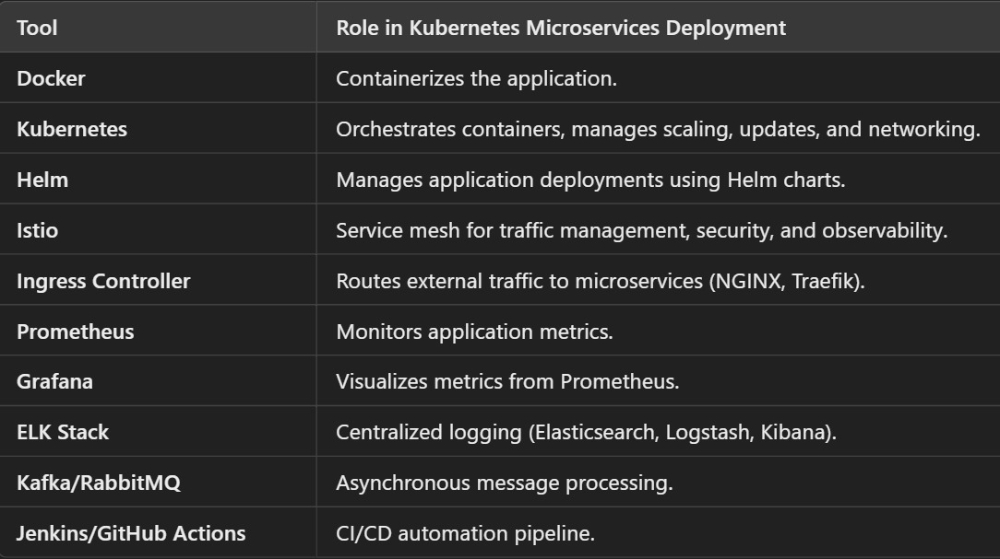 Tool Role in Kubernetes Microservices Deployment
Docker Containerizes the application.
Kubernetes Orchestrates containers, manages scaling, updates, and networking.
Helm Manages application deployments using Helm charts.
Istio Service mesh for traffic management, security, and observability.
Ingress Controller Routes external traffic to microservices (NGINX, Traefik).
Prometheus Monitors application metrics.
Grafana Visualizes metrics from Prometheus.
ELK Stack Centralized logging (Elasticsearch, Logstash, Kibana).
Kafka/RabbitMQ Asynchronous message processing.
Jenkins/GitHub Actions CI/CD automation pipeline.